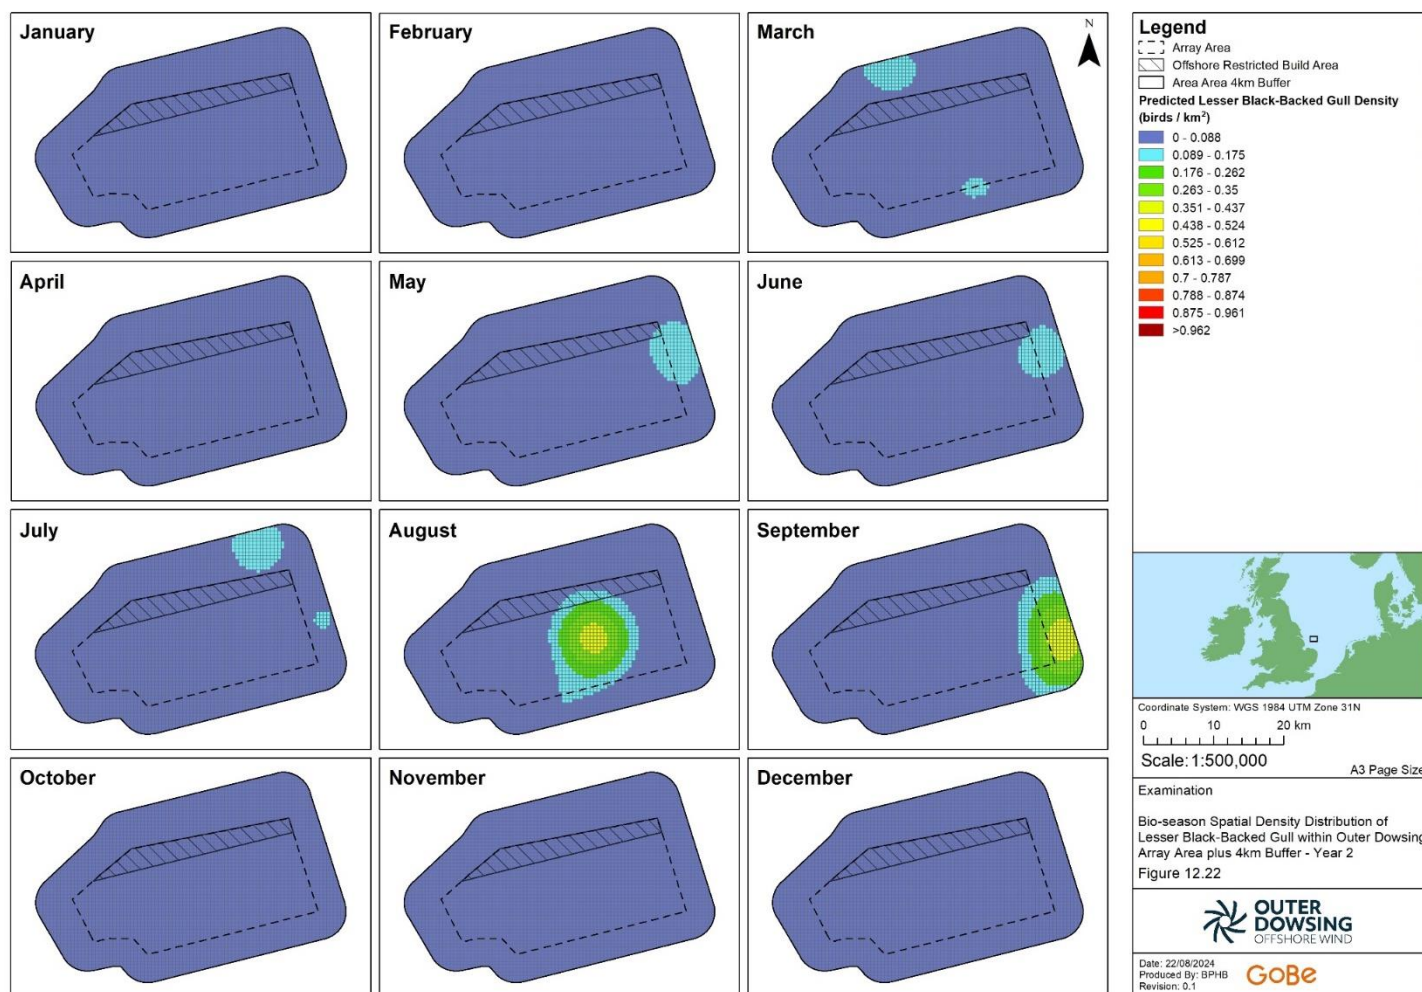 January
February
March
N
April
May
June
July
August
September
October
November
December
Legend
Array Area
Offshore Restricted Build Area
Area Area 4km Buffer
Predicted Lesser Black-Backed Gull Density
(birds / km²)
0 - 0.088
0.089 - 0.175
0.176 - 0.262
0.263 - 0.35
0.351 - 0.437
0.438 - 0.524
0.525 - 0.612
0.613 - 0.699
0.7 - 0.787
0.788 - 0.874
0.875 - 0.961
>0.962
Coordinate System: WGS 1984 UTM Zone 31N
0 10 20 km
Scale: 1:500,000
A3 Page Size
Examination
Bio-season Spatial Density Distribution of
Lesser Black-Backed Gull within Outer Dowsing
Array Area plus 4km Buffer - Year 2
Figure 12.22
OUTER
DOWSING
OFFSHORE WIND
Date: 22/08/2024
Produced By: BPHB
Revision: 0.1
GoBe